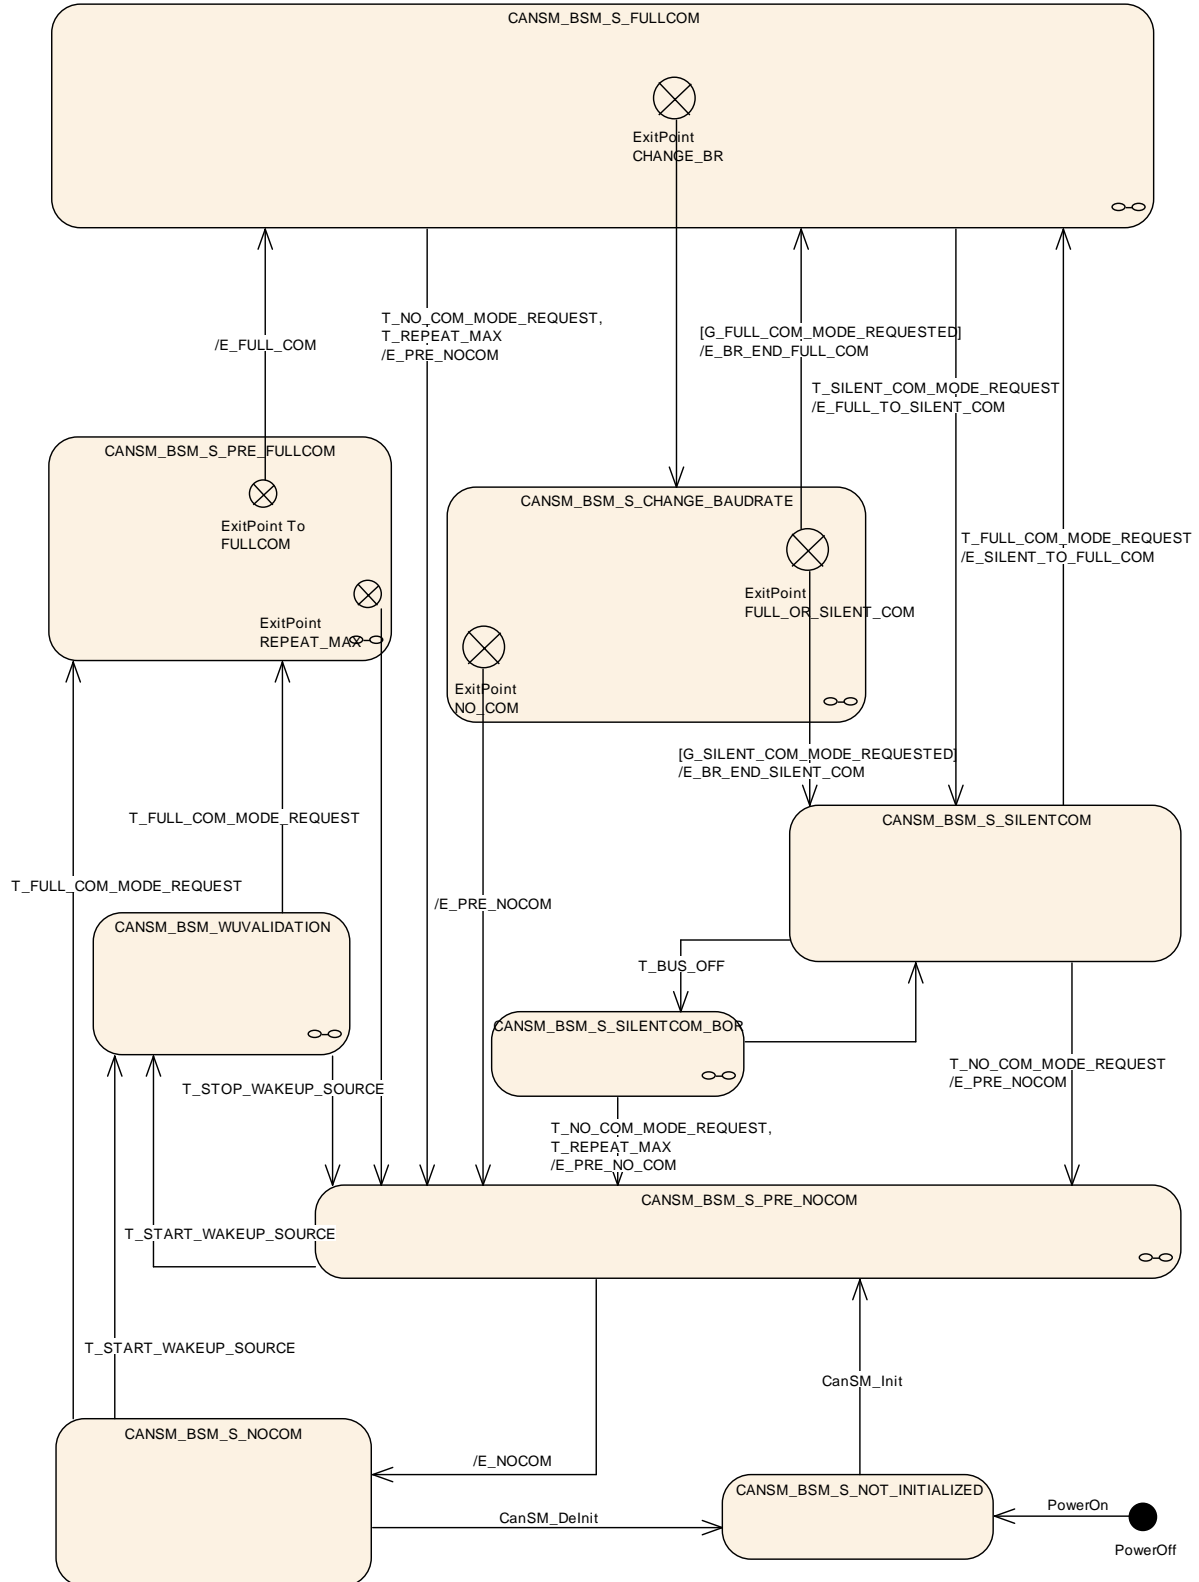 CANSM_BSM_S_FULLCOM
ExitPoint
CHANGE_BR
/E_FULL_COM
T_NO_COM_MODE_REQUEST,
T_REPEAT_MAX
/E_PRE_NOCOM
[G_FULL_COM_MODE_REQUESTED]
/E_BR_END_FULL_COM
T_SILENT_COM_MODE_REQUEST
/E_FULL_TO_SILENT_COM
CANSM_BSM_S_PRE_FULLCOM
ExitPoint To
FULLCOM
ExitPoint
REPEAT_MAX
CANSM_BSM_S_CHANGE_BAUDRATE
ExitPoint
FULL_OR_SILENT_COM
ExitPoint
NO_COM
T_FULL_COM_MODE_REQUEST
/E_SILENT_TO_FULL_COM
[G_SILENT_COM_MODE_REQUESTED]
/E_BR_END_SILENT_COM
T_FULL_COM_MODE_REQUEST
CANSM_BSM_S_SILENTCOM
T_FULL_COM_MODE_REQUEST
/E_PRE_NOCOM
CANSM_BSM_WUVALIDATION
T_BUS_OFF
CANSM_BSM_S_SILENTCOM_BOR
T_NO_COM_MODE_REQUEST
/E_PRE_NOCOM
T_STOP_WAKEUP_SOURCE
T_NO_COM_MODE_REQUEST,
T_REPEAT_MAX
/E_PRE_NO_COM
CANSM_BSM_S_PRE_NOCOM
T_START_WAKEUP_SOURCE
T_START_WAKEUP_SOURCE
CanSM_Init
CANSM_BSM_S_NOCOM
/E_NOCOM
CANSM_BSM_S_NOT_INITIALIZED
PowerOn
CanSM_DeInit
PowerOff